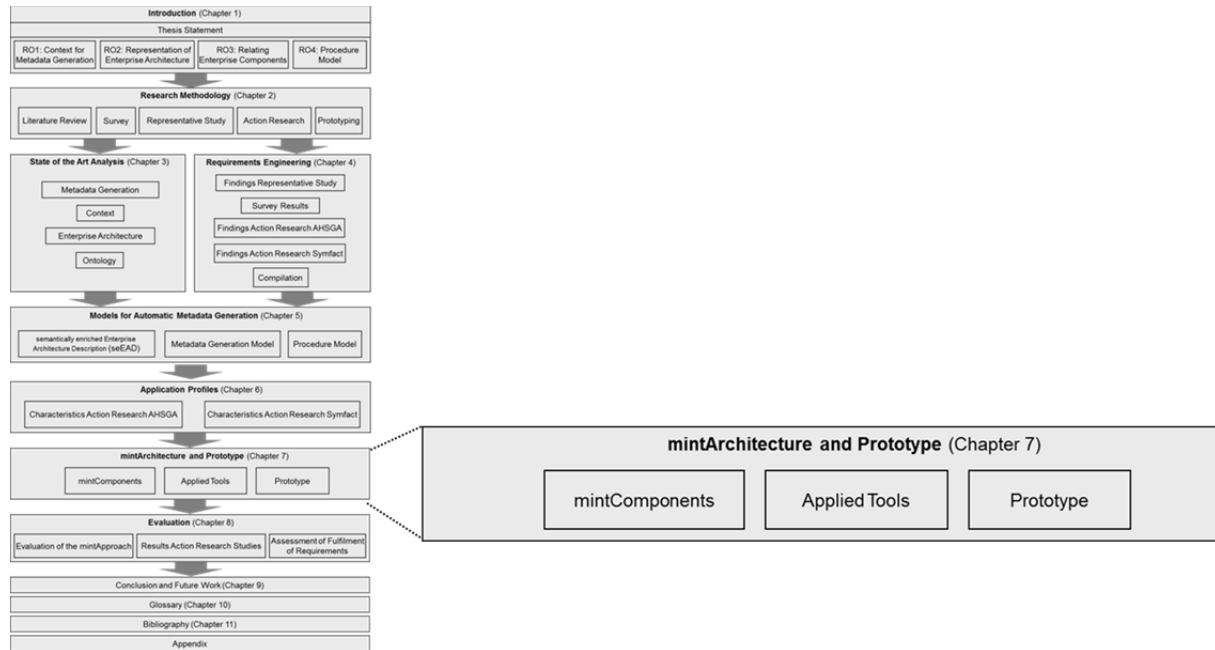 Introduction (Chapter 1)
Thesis Statement
RO1: Context for
Metadata Generation
RO2: Representation of
Enterprise Architecture
RO3: Relating
Enterprise Components
RO4: Procedure
Model
Research Methodology (Chapter 2)
Literature Review
Survey
Representative Study
Action Research
Prototyping
State of the Art Analysis (Chapter 3)
Metadata Generation
Context
Enterprise Architecture
Ontology
Requirements Engineering (Chapter 4)
Findings Representative Study
Survey Results
Findings Action Research AHSGA
Findings Action Research Symfact
Compilation
Models for Automatic Metadata Generation (Chapter 5)
semantically enriched Enterprise
Architecture Description (seEAD)
Metadata Generation Model
Procedure Model
Application Profiles (Chapter 6)
Characteristics Action Research AHSGA
Characteristics Action Research Symfact
mintArchitecture and Prototype (Chapter 7)
mintComponents
Applied Tools
Prototype
mintArchitecture and Prototype (Chapter 7)
mintComponents
Applied Tools
Prototype
Evaluation (Chapter 8)
Evaluation of the mintApproach
Results Action Research Studies
Assessment of Fulfilment
of Requirements
Conclusion and Future Work (Chapter 9)
Glossary (Chapter 10)
Bibliography (Chapter 11)
Appendix